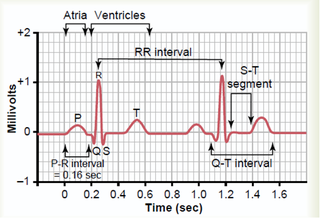 Atria Ventricles
+2
RR interval
R
S-T
segment
+1
Millivolts
P
T
0
Q S
P-R interval
= 0.16 sec
Q-T interval
−1
0 0.2 0.4 0.6 0.8 1.0 1.2 1.4 1.6
Time (sec)